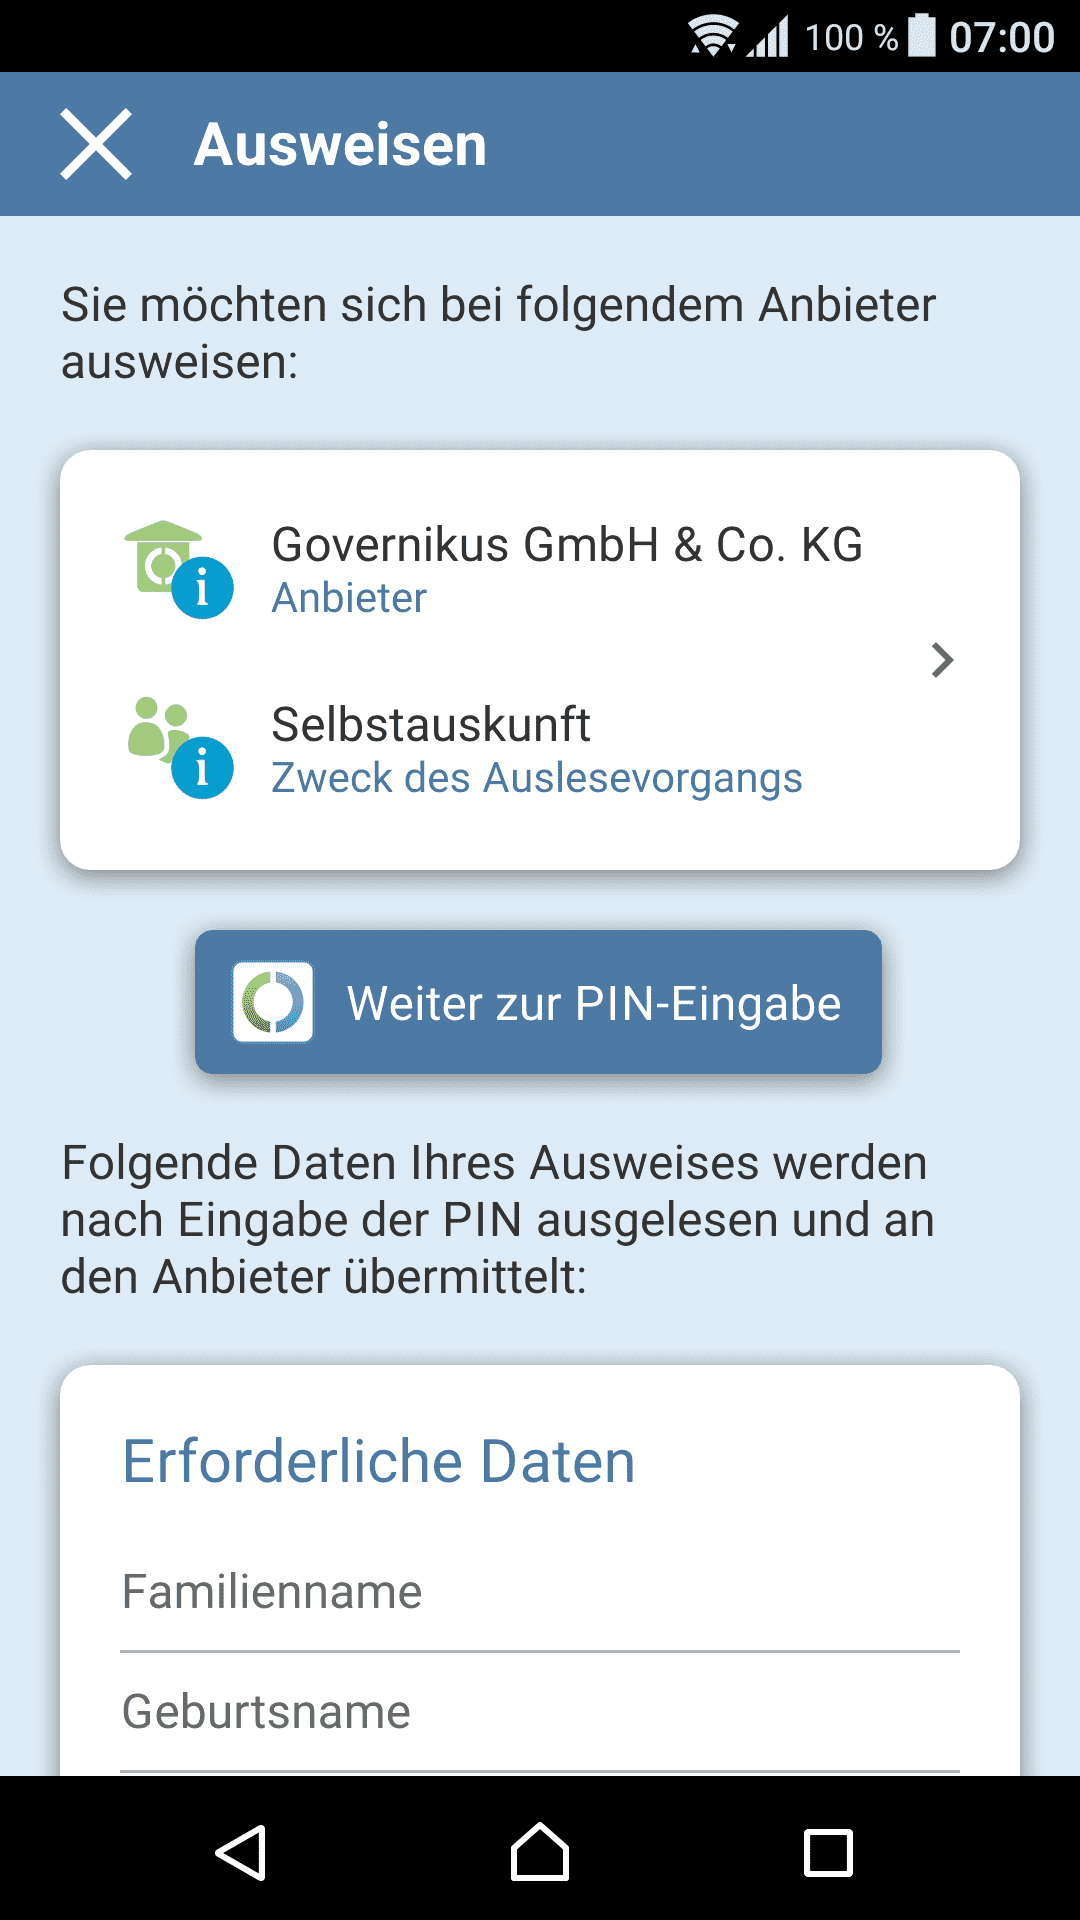 100 % 07:00
Ausweisen
Sie möchten sich bei folgendem Anbieter
ausweisen:
Governikus GmbH & Co. KG
Anbieter
Selbstauskunft
Zweck des Auslesevorgangs
Weiter zur PIN-Eingabe
Folgende Daten Ihres Ausweises werden
nach Eingabe der PIN ausgelesen und an
den Anbieter übermittelt:
Erforderliche Daten
Familienname
Geburtsname